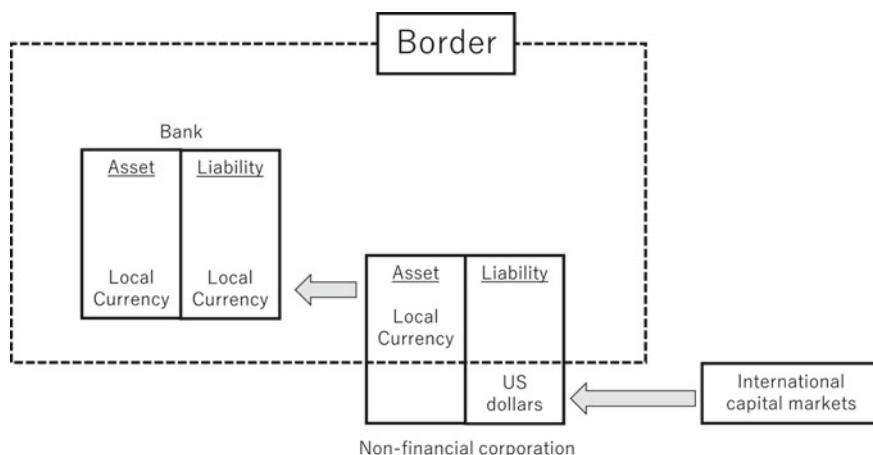 Border
Bank
Asset
Liability
Local
Currency
Local
Currency
Asset
Liability
Local
Currency
US
dollars
International
capital markets
Non-financial corporation